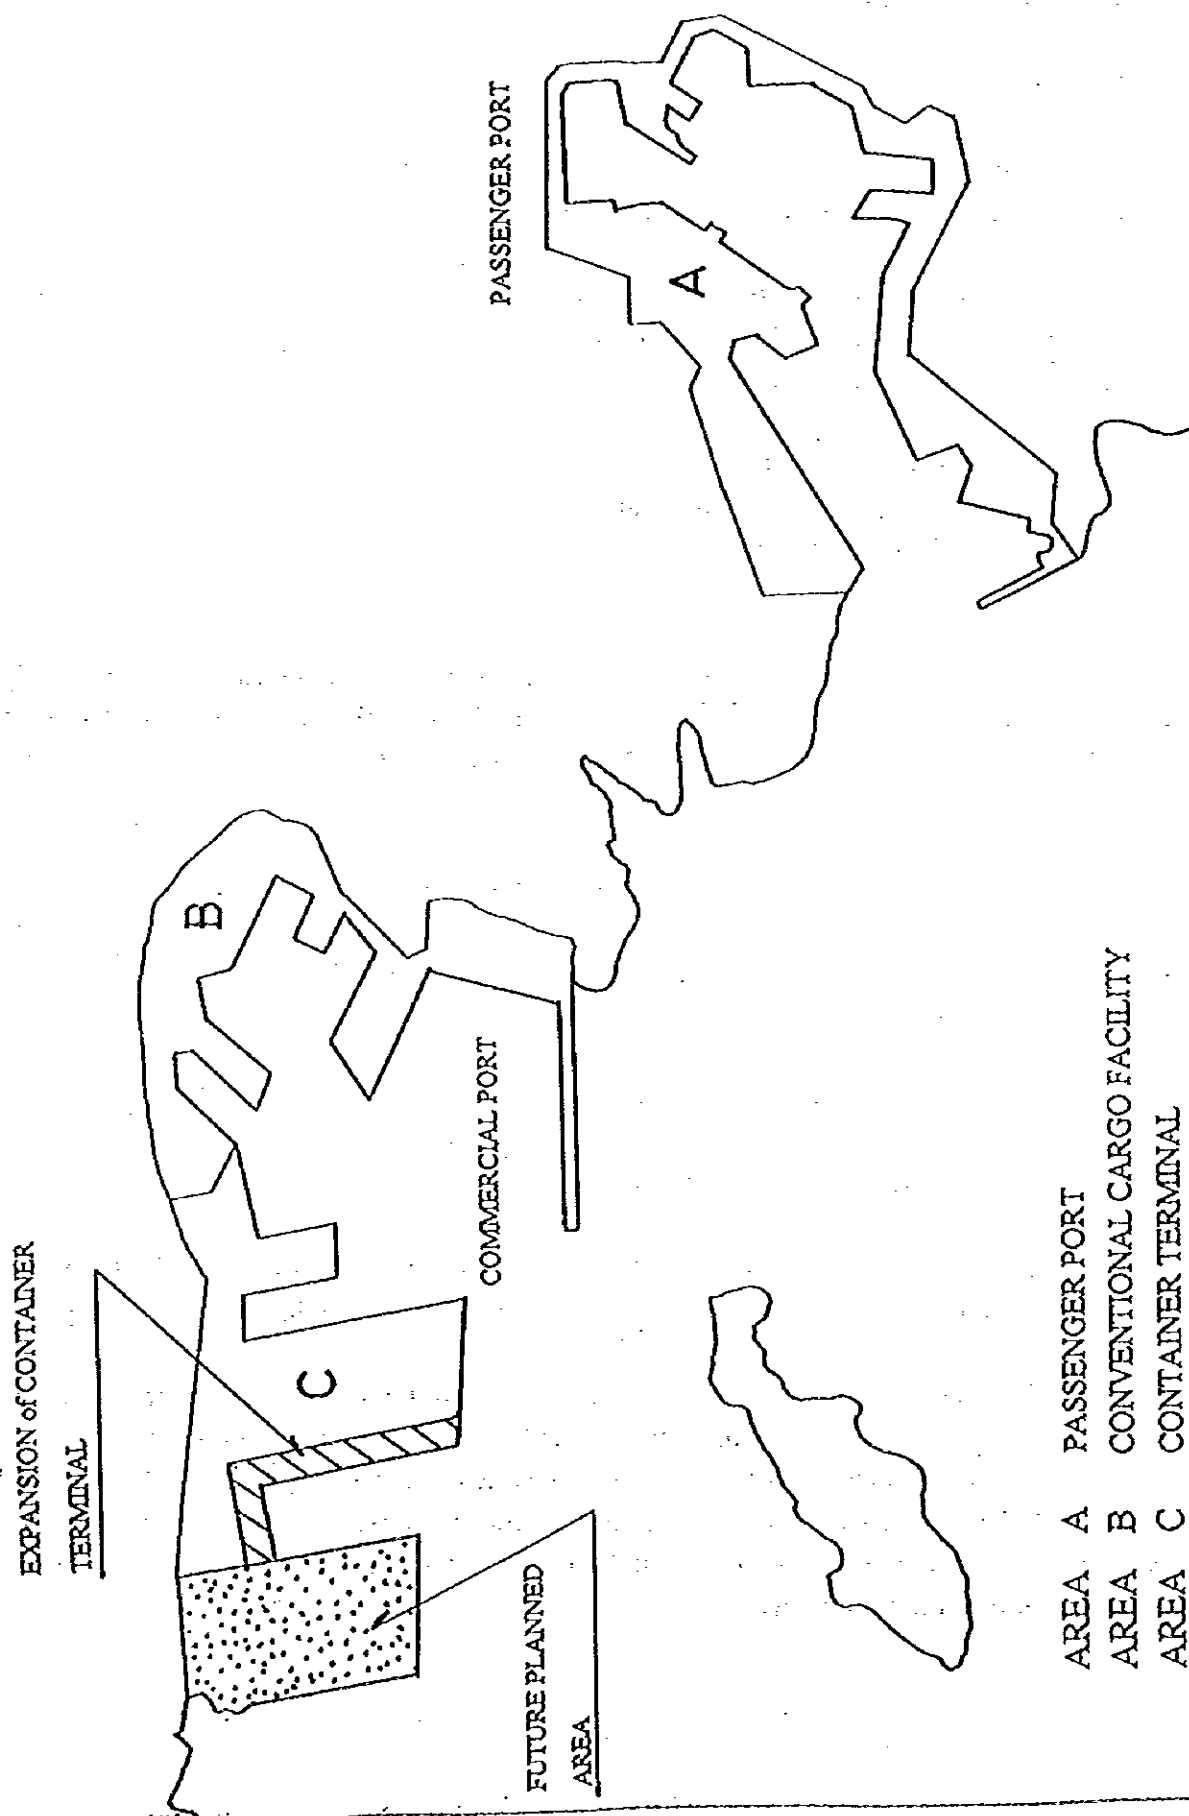 EXPANSION of CONTAINER
TERMINAL
B
PASSENGER PORT
A
C
COMMERCIAL PORT
FUTURE PLANNED
AREA
AREA A PASSENGER PORT
AREA B CONVENTIONAL CARGO FACILITY
AREA C CONTAINER TERMINAL